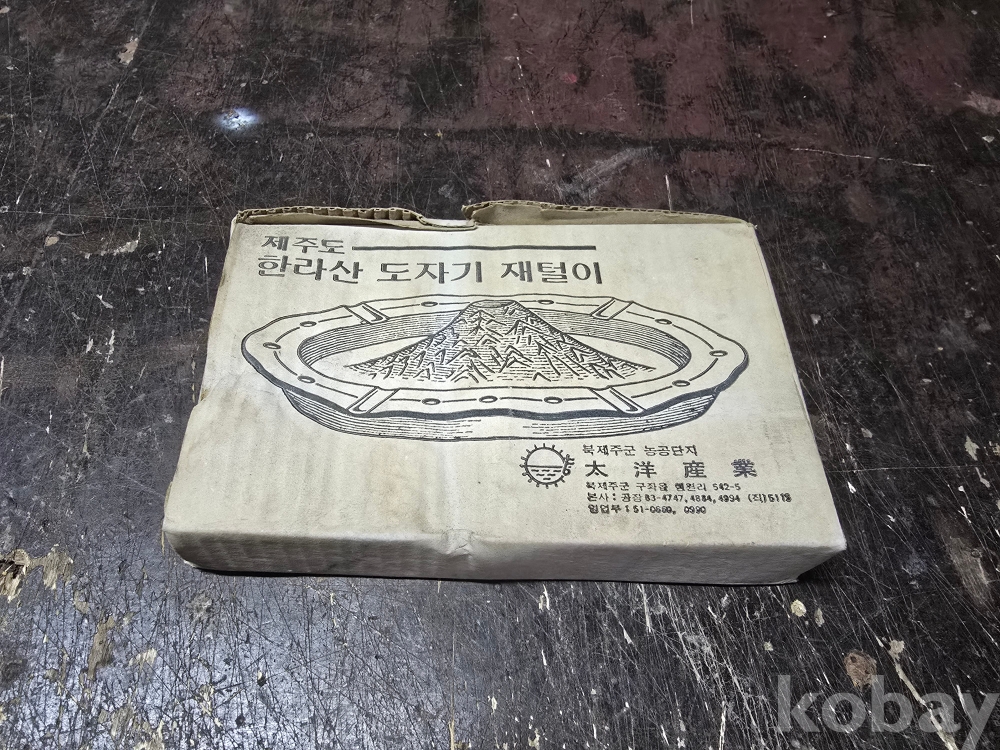 제주도
한라산 도자기 재털이
북제주군 농공단지
太洋産業
북제주군 구좌읍 행원리 542-5
본사: 공장 83-4747, 4884, 4994 (직)
영업부: 51-0660, 0990
kobay